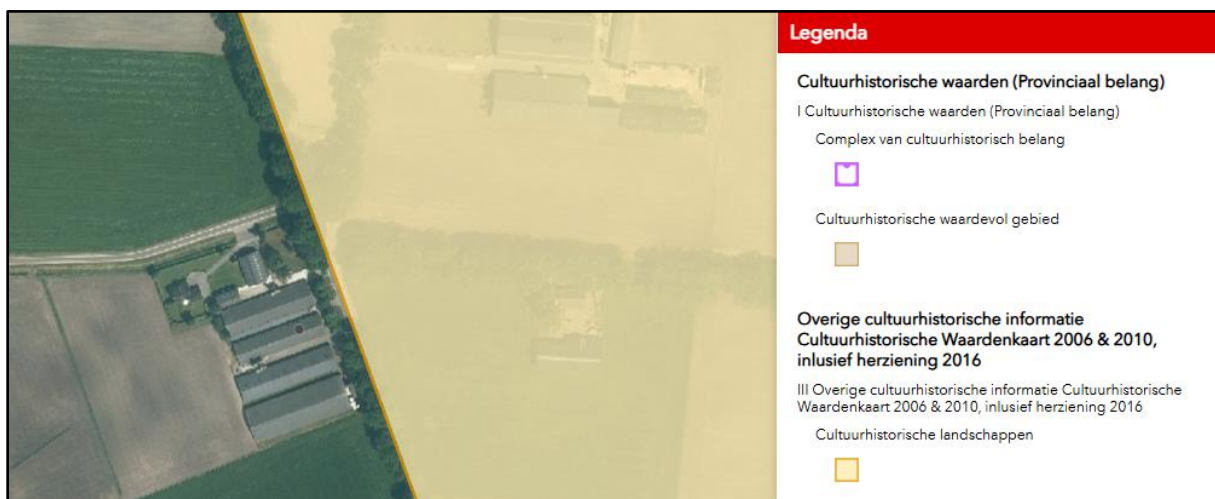 Legenda
Cultuurhistorische waarden (Provinciaal belang)
I Cultuurhistorische waarden (Provinciaal belang)
Complex van cultuurhistorisch belang
Cultuurhistorische waardevol gebied
Overige cultuurhistorische informatie
Cultuurhistorische Waardenkaart 2006 & 2010,
inlusief herziening 2016
III Overige cultuurhistorische informatie Cultuurhistorische
Waardenkaart 2006 & 2010, inlusief herziening 2016
Cultuurhistorische landschappen